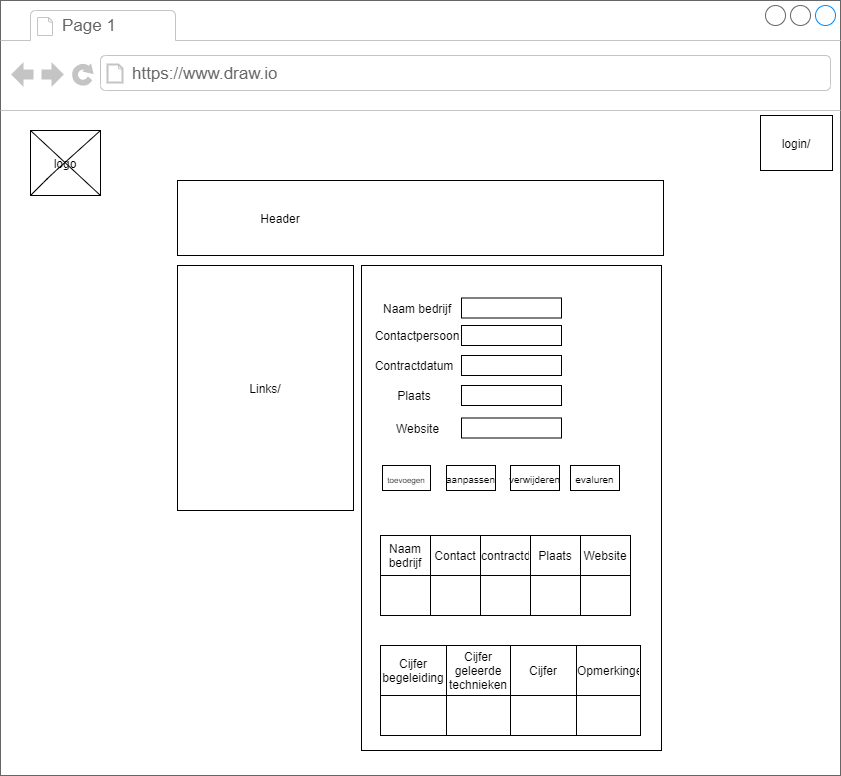 Page 1
https://www.draw.io
logo
login/
Header
Links/
Naam bedrijf
Contactpersoon
Contractdatum
Plaats
Website
toevoegen aanpassen verwijderen evaluren
Naam
bedrijf
Contact
contractd
Plaats
Website
Cijfer
begeleiding
Cijfer
geleerde
technieken
Cijfer
Opmerkinge